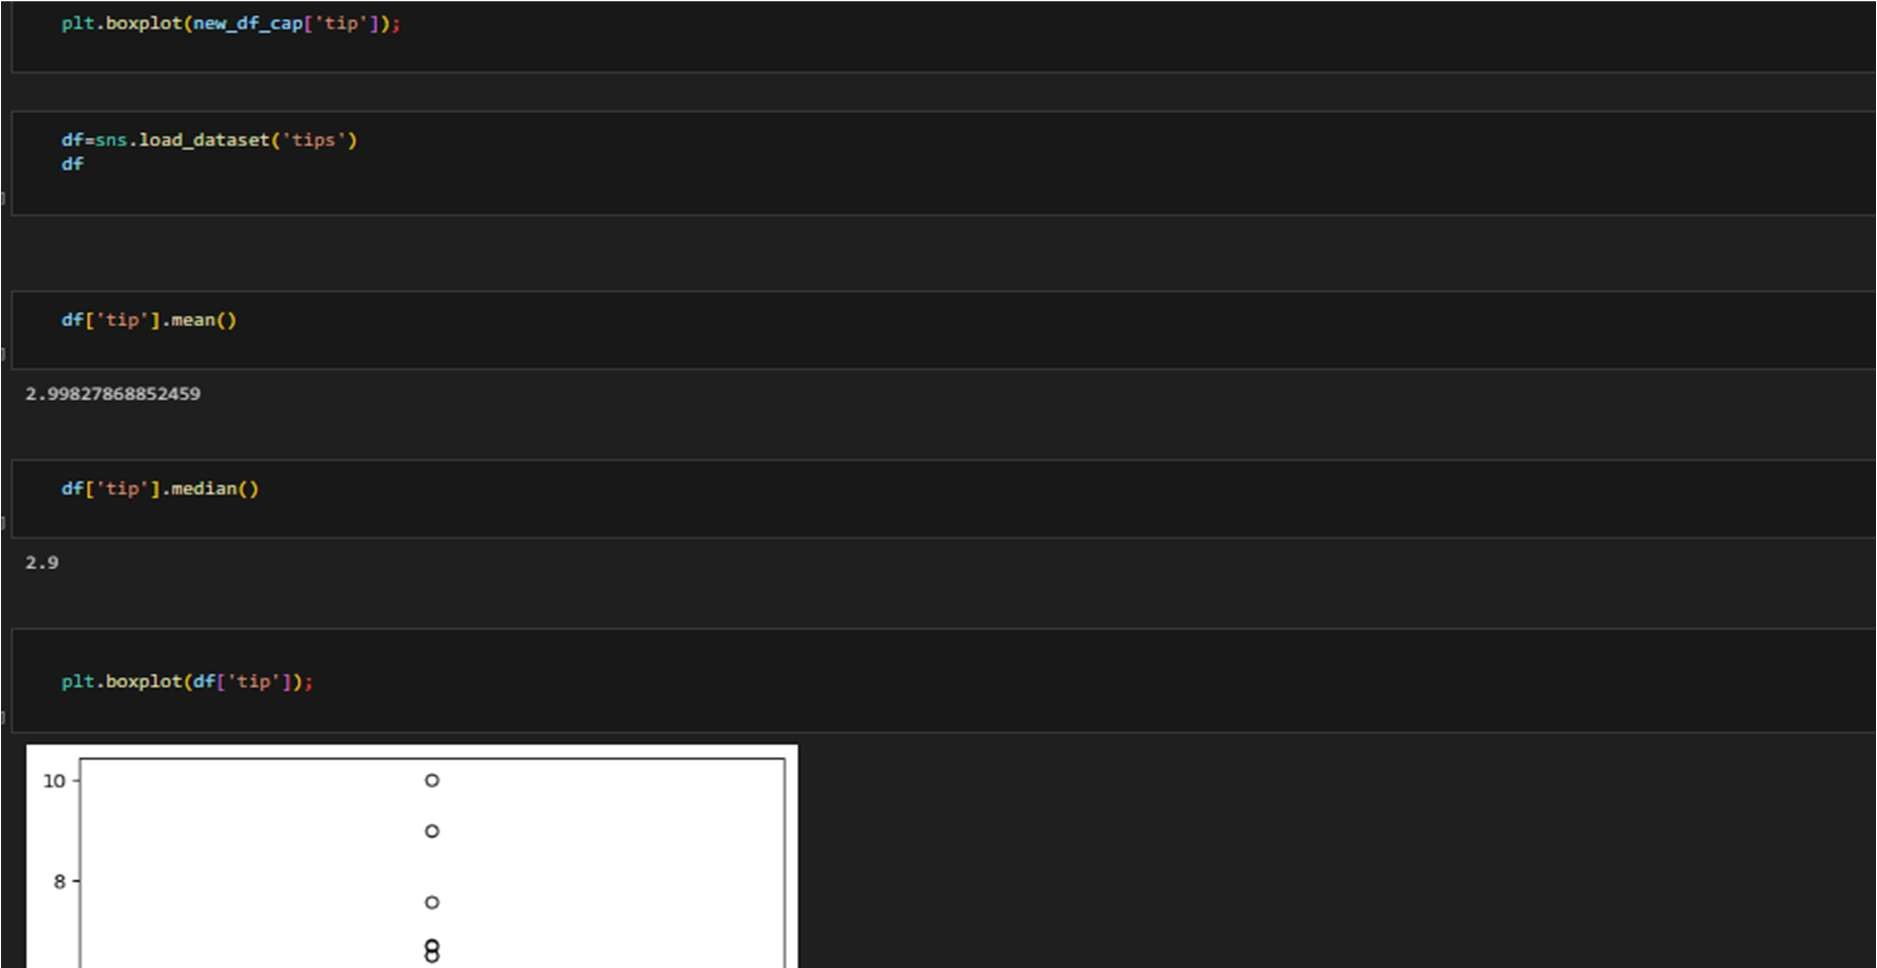 plt.boxplot(new_df_cap['tip']);
df=sns.load_dataset('tips')
df
df['tip'].mean()
2.99827868852459
df['tip'].median()
2.9
plt.boxplot(df['tip']);
10
8